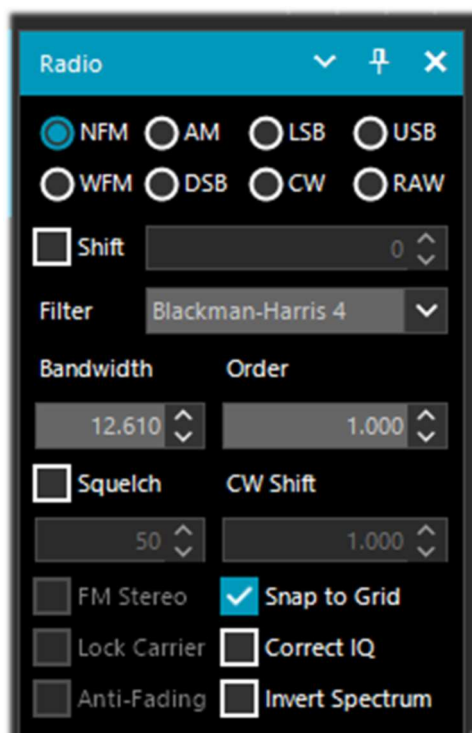 Radio
NFM AM LSB USB
WFM DSB CW RAW
Shift 0
Filter Blackman-Harris 4
Bandwidth Order
12.610 1.000
Squelch CW Shift
50 1.000
FM Stereo Snap to Grid
Lock Carrier Correct IQ
Anti-Fading Invert Spectrum